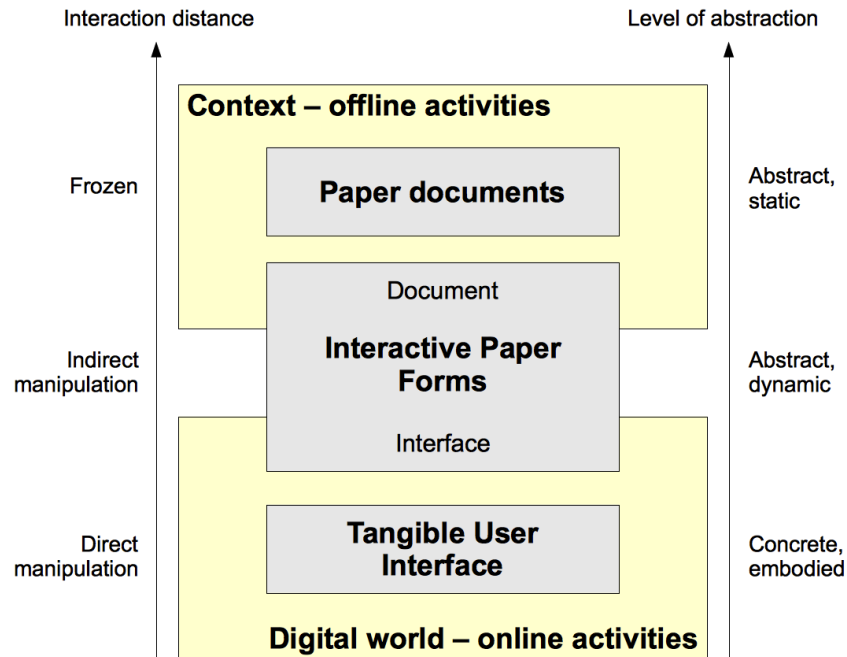 Interaction distance
Level of abstraction
Context – offline activities
Frozen
Paper documents
Abstract,
static
Document
Indirect
manipulation
Interactive Paper
Forms
Abstract,
dynamic
Interface
Direct
manipulation
Tangible User
Interface
Concrete,
embodied
Digital world – online activities